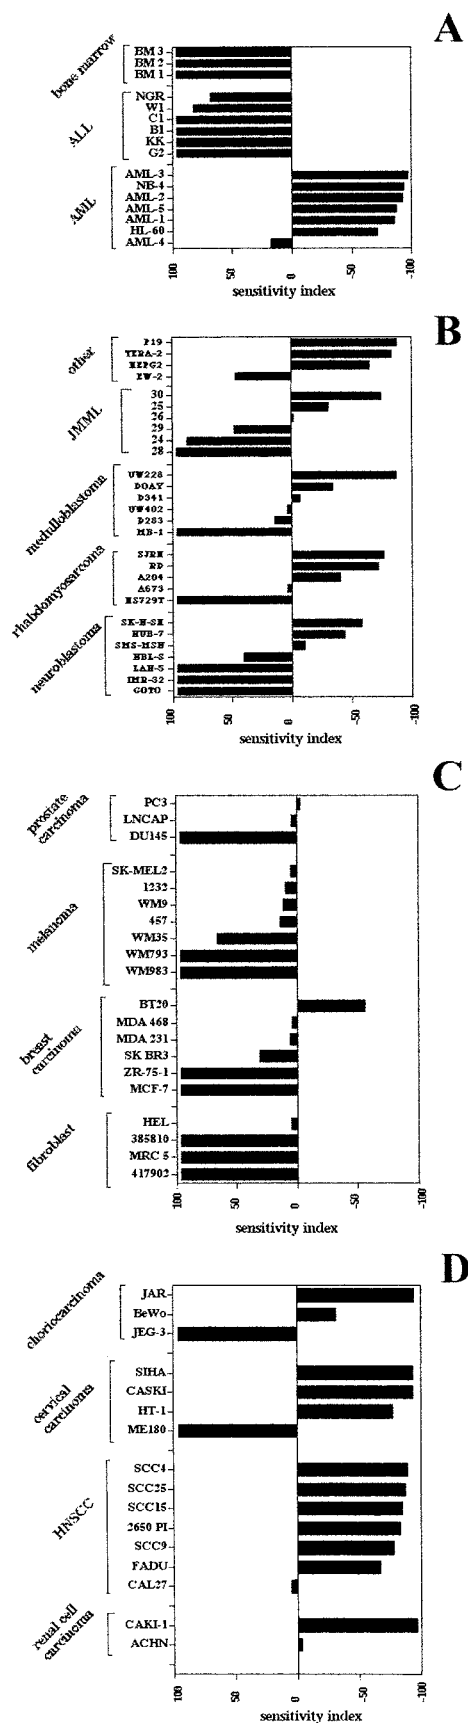 A
bone marrow
BM 3
BM 2
BM 1
ALL
NGR
W1
C1
B1
KK
G2
AML
AML-3
NB-4
AML-2
AML-5
AML-1
HL-60
AML-4
100
50
0
-50
-100
sensitivity index
B
other
P19
TERA-2
HEPG2
EW-2
JMML
30
25
26
29
24
28
medulloblastoma
UW228
DOAY
D341
UW402
D283
MB-1
rhabdomyosarcoma
SJRH
RD
A204
A673
HS729T
neuroblastoma
SK-N-SH
HUB-7
SMS-MSN
NBL-S
LAN-5
IMR-32
GOTO
100
50
0
-50
-100
sensitivity index
C
prostate
carcinoma
PC3
LNCAP
DU145
melanoma
SK-MEL2
1232
WM9
457
WM35
WM793
WM983
breast
carcinoma
BT20
MDA 468
MDA 231
SK BR3
ZR-75-1
MCF-7
fibroblast
HEL
385810
MRC 5
417902
100
50
0
-50
-100
sensitivity index
D
choriocarcinoma
JAR
BeWo
JEG-3
cervical
carcinoma
SIHA
CASKI
HT-1
ME180
HNSCC
SCC4
SCC25
SCC15
2650 PI
SCC9
FADU
CAL27
renal cell
carcinoma
CAKI-1
ACHN
100
50
0
-50
-100
sensitivity index